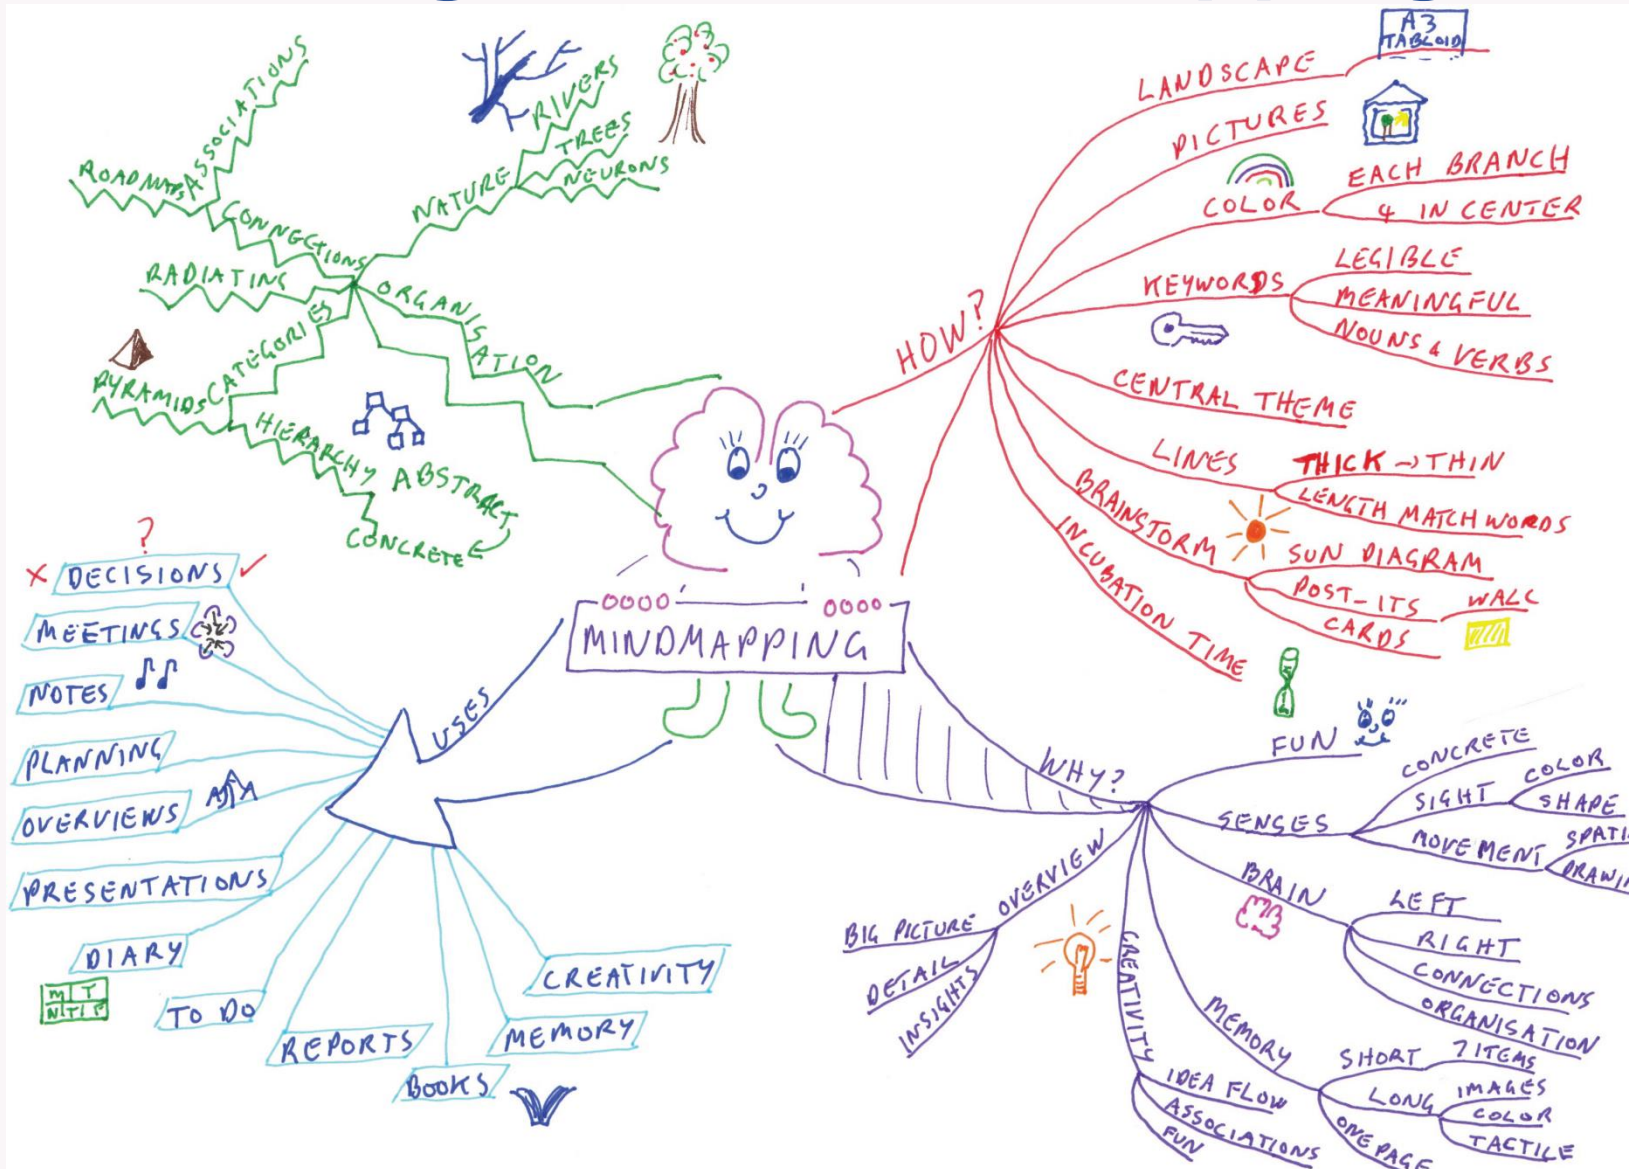 MINDMAPPING
HOW?
LANDSCAPE
A3
TABLOID
PICTURES
COLOR
EACH BRANCH
4 IN CENTER
KEYWORDS
LEGIBLE
MEANINGFUL
NOUNS & VERBS
CENTRAL THEME
LINES
THICK → THIN
LENGTH MATCH WORDS
BRAINSTORM
SUN DIAGRAM
POST-ITS
WALL
CARDS
INCUBATION TIME
WHY?
FUN
SENSES
CONCRETE
SIGHT
COLOR
SHAPE
MOVEMENT
SPATI
DRAWIN
BRAIN
LEFT
RIGHT
CONNECTIONS
ORGANISATION
MEMORY
SHORT
7 ITEMS
LONG
IMAGES
COLOR
TACTILE
ONE PAGE
CREATIVITY
IDEA FLOW
ASSOCIATIONS
FUN
OVERVIEW
BIG PICTURE
DETAIL
INSIGHTS
USES
?
DECISIONS
MEETINGS
NOTES
PLANNING
OVERVIEWS
PRESENTATIONS
DIARY
M T
TO DO
REPORTS
BOOKS
MEMORY
CREATIVITY
ORGANISATION
NATURE
RIVERS
TREES
NEURONS
CONNECTIONS
ASSOCIATIONS
ROADMAPS
RADIATING
CATEGORIES
PYRAMIDS
HIERARCHY
ABSTRACT
CONCRETE